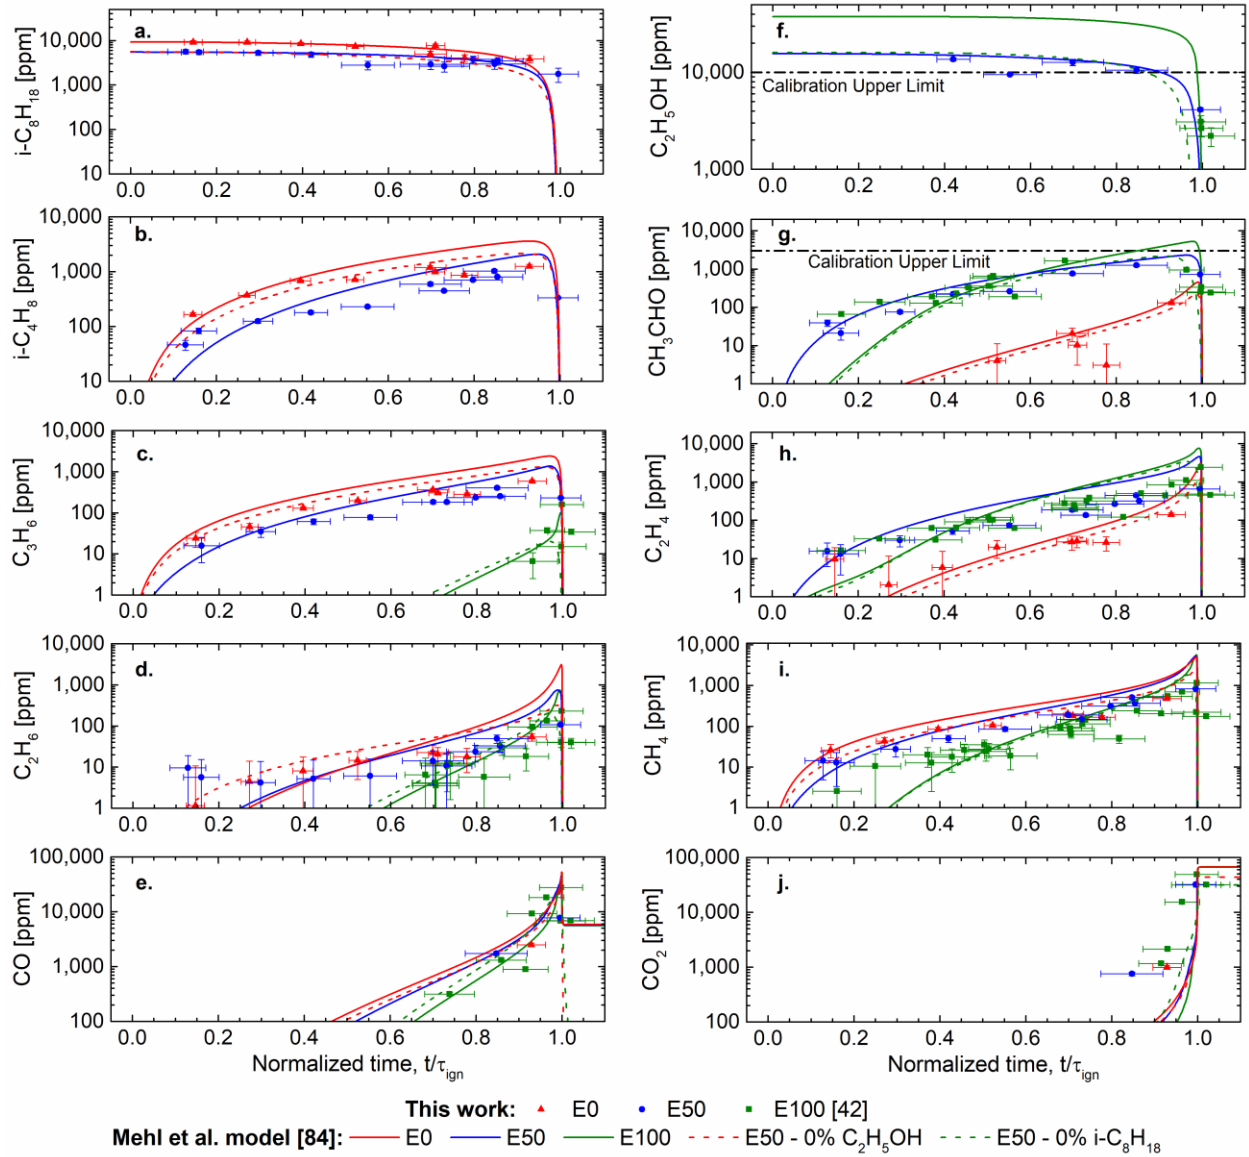 a.
i-C8H18 [ppm]
10,000
1,000
100
10
0.0 0.2 0.4 0.6 0.8 1.0
f.
C2H5OH [ppm]
10,000
1,000
Calibration Upper Limit
0.0 0.2 0.4 0.6 0.8 1.0
b.
i-C4H8 [ppm]
10,000
1,000
100
10
0.0 0.2 0.4 0.6 0.8 1.0
g.
CH3CHO [ppm]
10,000
1,000
100
10
1
Calibration Upper Limit
0.0 0.2 0.4 0.6 0.8 1.0
c.
C3H6 [ppm]
10,000
1,000
100
10
1
0.0 0.2 0.4 0.6 0.8 1.0
h.
C2H4 [ppm]
10,000
1,000
100
10
1
0.0 0.2 0.4 0.6 0.8 1.0
d.
C2H6 [ppm]
10,000
1,000
100
10
1
0.0 0.2 0.4 0.6 0.8 1.0
i.
CH4 [ppm]
10,000
1,000
100
10
1
0.0 0.2 0.4 0.6 0.8 1.0
e.
CO [ppm]
100,000
10,000
1,000
100
0.0 0.2 0.4 0.6 0.8 1.0
Normalized time, t/τign
j.
CO2 [ppm]
100,000
10,000
1,000
100
0.0 0.2 0.4 0.6 0.8 1.0
Normalized time, t/τign
This work: E0 E50 E100 [42]
Mehl et al. model [84]: E0 E50 E100 E50 - 0% C2H5OH E50 - 0% i-C8H18